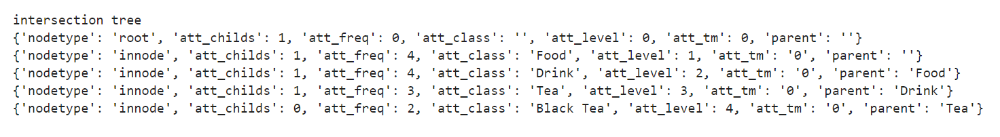 intersection tree
{'nodetype': 'root', 'att_childs': 1, 'att_freq': 0, 'att_class': '', 'att_level': 0, 'att_tm': 0, 'parent': ''}
{'nodetype': 'innode', 'att_childs': 1, 'att_freq': 4, 'att_class': 'Food', 'att_level': 1, 'att_tm': '0', 'parent': ''}
{'nodetype': 'innode', 'att_childs': 1, 'att_freq': 4, 'att_class': 'Drink', 'att_level': 2, 'att_tm': '0', 'parent': 'Food'}
{'nodetype': 'innode', 'att_childs': 1, 'att_freq': 3, 'att_class': 'Tea', 'att_level': 3, 'att_tm': '0', 'parent': 'Drink'}
{'nodetype': 'innode', 'att_childs': 0, 'att_freq': 2, 'att_class': 'Black Tea', 'att_level': 4, 'att_tm': '0', 'parent': 'Tea'}